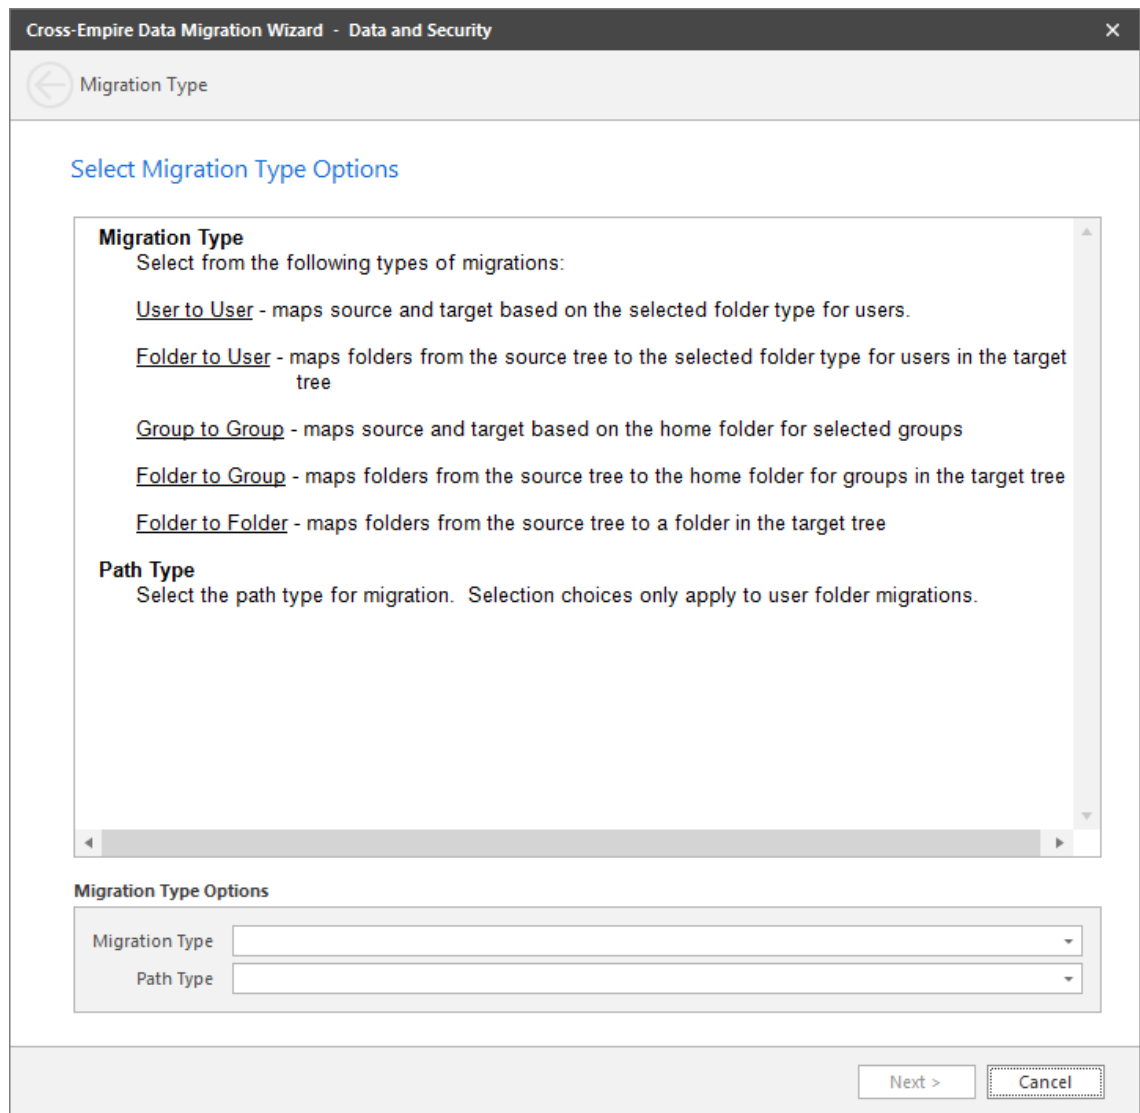 Cross-Empire Data Migration Wizard - Data and Security
Migration Type
Select Migration Type Options
Migration Type
Select from the following types of migrations:
User to User - maps source and target based on the selected folder type for users.
Folder to User - maps folders from the source tree to the selected folder type for users in the target
tree
Group to Group - maps source and target based on the home folder for selected groups
Folder to Group - maps folders from the source tree to the home folder for groups in the target tree
Folder to Folder - maps folders from the source tree to a folder in the target tree
Path Type
Select the path type for migration.  Selection choices only apply to user folder migrations.
Migration Type Options
Migration Type
Path Type
Next >
Cancel